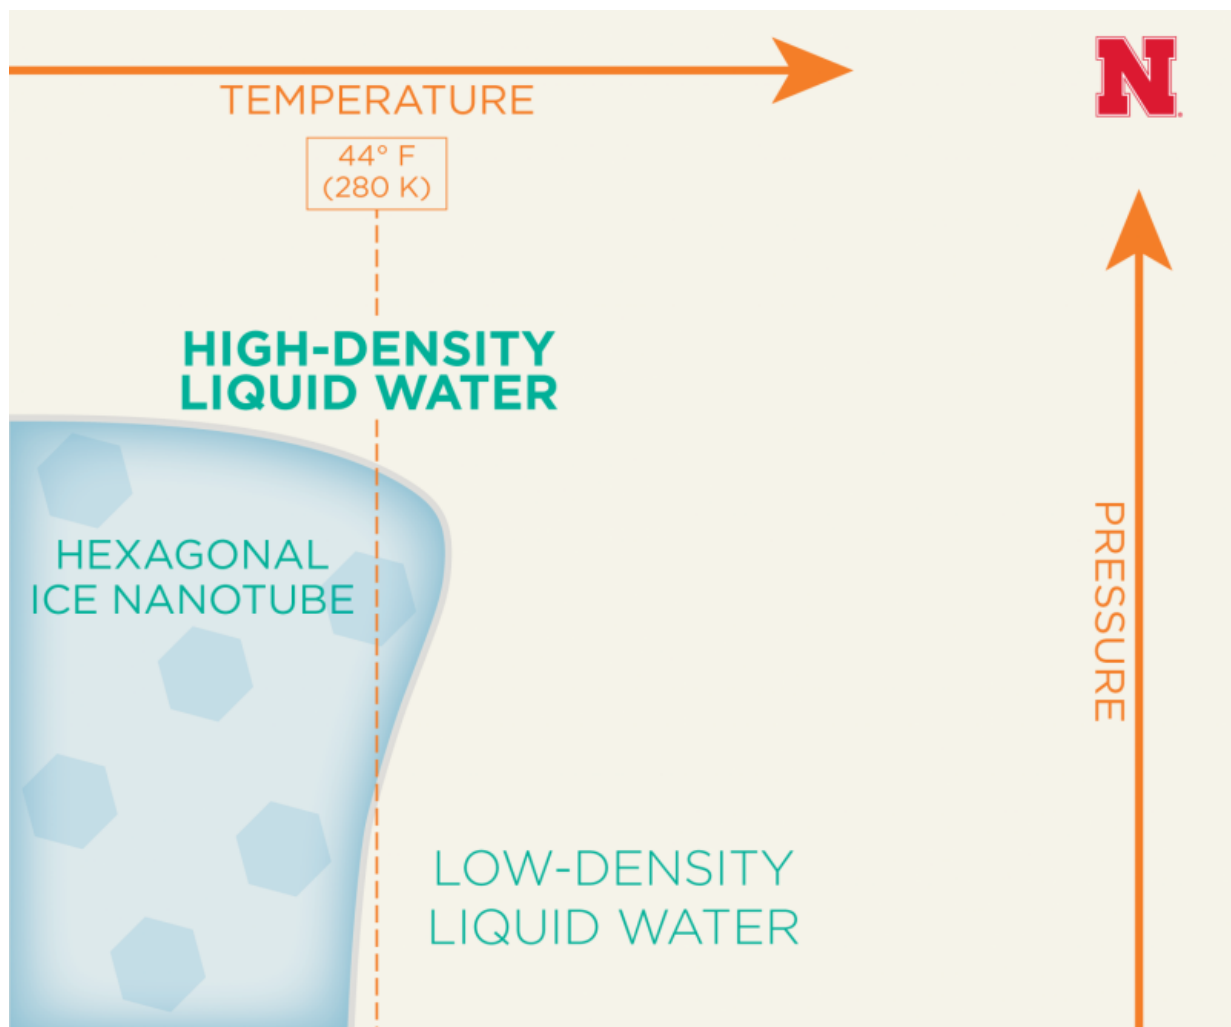 TEMPERATURE
44° F
(280 K)
N
HIGH-DENSITY
LIQUID WATER
HEXAGONAL
ICE NANOTUBE
PRESSURE
LOW-DENSITY
LIQUID WATER